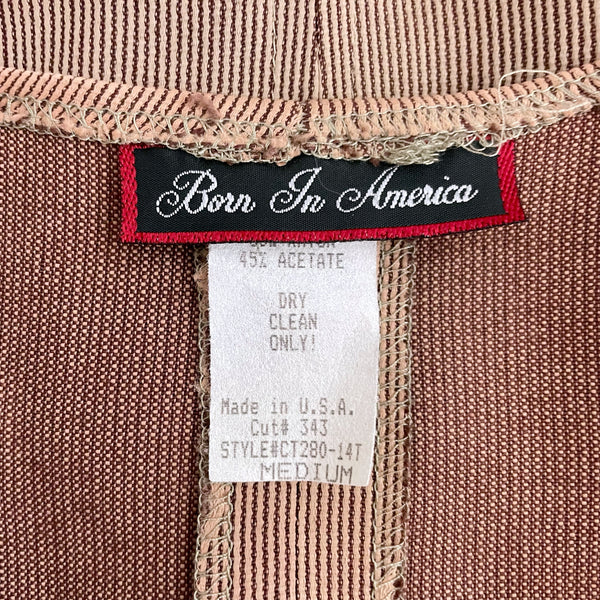 Born In America
45% ACETATE
DRY
CLEAN
ONLY!
Made in U.S.A.
Cut# 343
STYLE#CT280-14T
MEDIUM